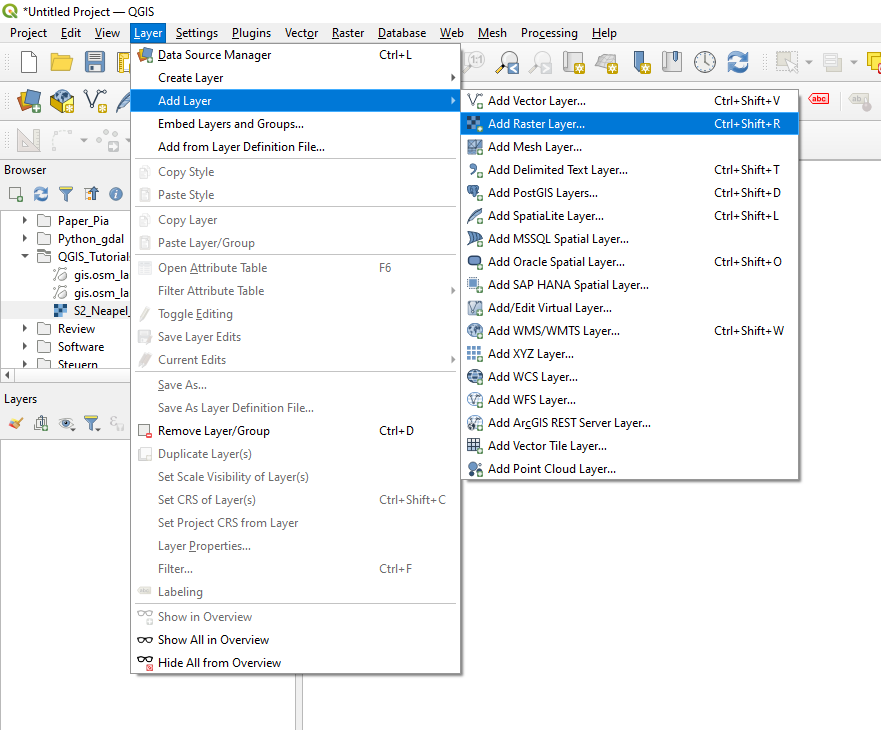 *Untitled Project — QGIS
Project Edit View Layer Settings Plugins Vector Raster Database Web Mesh Processing Help
Data Source Manager Ctrl+L
Create Layer
Add Layer
Embed Layers and Groups...
Add from Layer Definition File...
Copy Style
Paste Style
Copy Layer
Paste Layer/Group
Open Attribute Table F6
Filter Attribute Table
Toggle Editing
Save Layer Edits
Current Edits
Save As...
Save As Layer Definition File...
Remove Layer/Group Ctrl+D
Duplicate Layer(s)
Set Scale Visibility of Layer(s)
Set CRS of Layer(s) Ctrl+Shift+C
Set Project CRS from Layer
Layer Properties...
Filter... Ctrl+F
Labeling
Show in Overview
Show All in Overview
Hide All from Overview
Add Vector Layer... Ctrl+Shift+V
Add Raster Layer... Ctrl+Shift+R
Add Mesh Layer...
Add Delimited Text Layer... Ctrl+Shift+T
Add PostGIS Layers... Ctrl+Shift+D
Add SpatiaLite Layer... Ctrl+Shift+L
Add MSSQL Spatial Layer...
Add Oracle Spatial Layer... Ctrl+Shift+O
Add SAP HANA Spatial Layer...
Add/Edit Virtual Layer...
Add WMS/WMTS Layer... Ctrl+Shift+W
Add XYZ Layer...
Add WCS Layer...
Add WFS Layer...
Add ArcGIS REST Server Layer...
Add Vector Tile Layer...
Add Point Cloud Layer...
abc
Browser
Paper_Pia
Python_gdal
QGIS_Tutorial
gis.osm_la
gis.osm_la
S2_Neapel_
Review
Software
Steuern
Layers